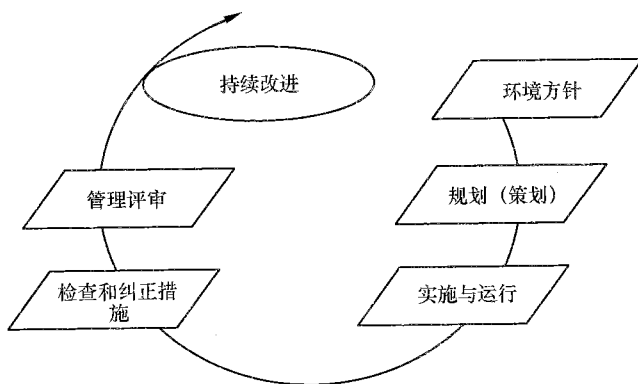 持续改进
环境方针
管理评审
规划（策划）
检查和纠正措
施
实施与运行